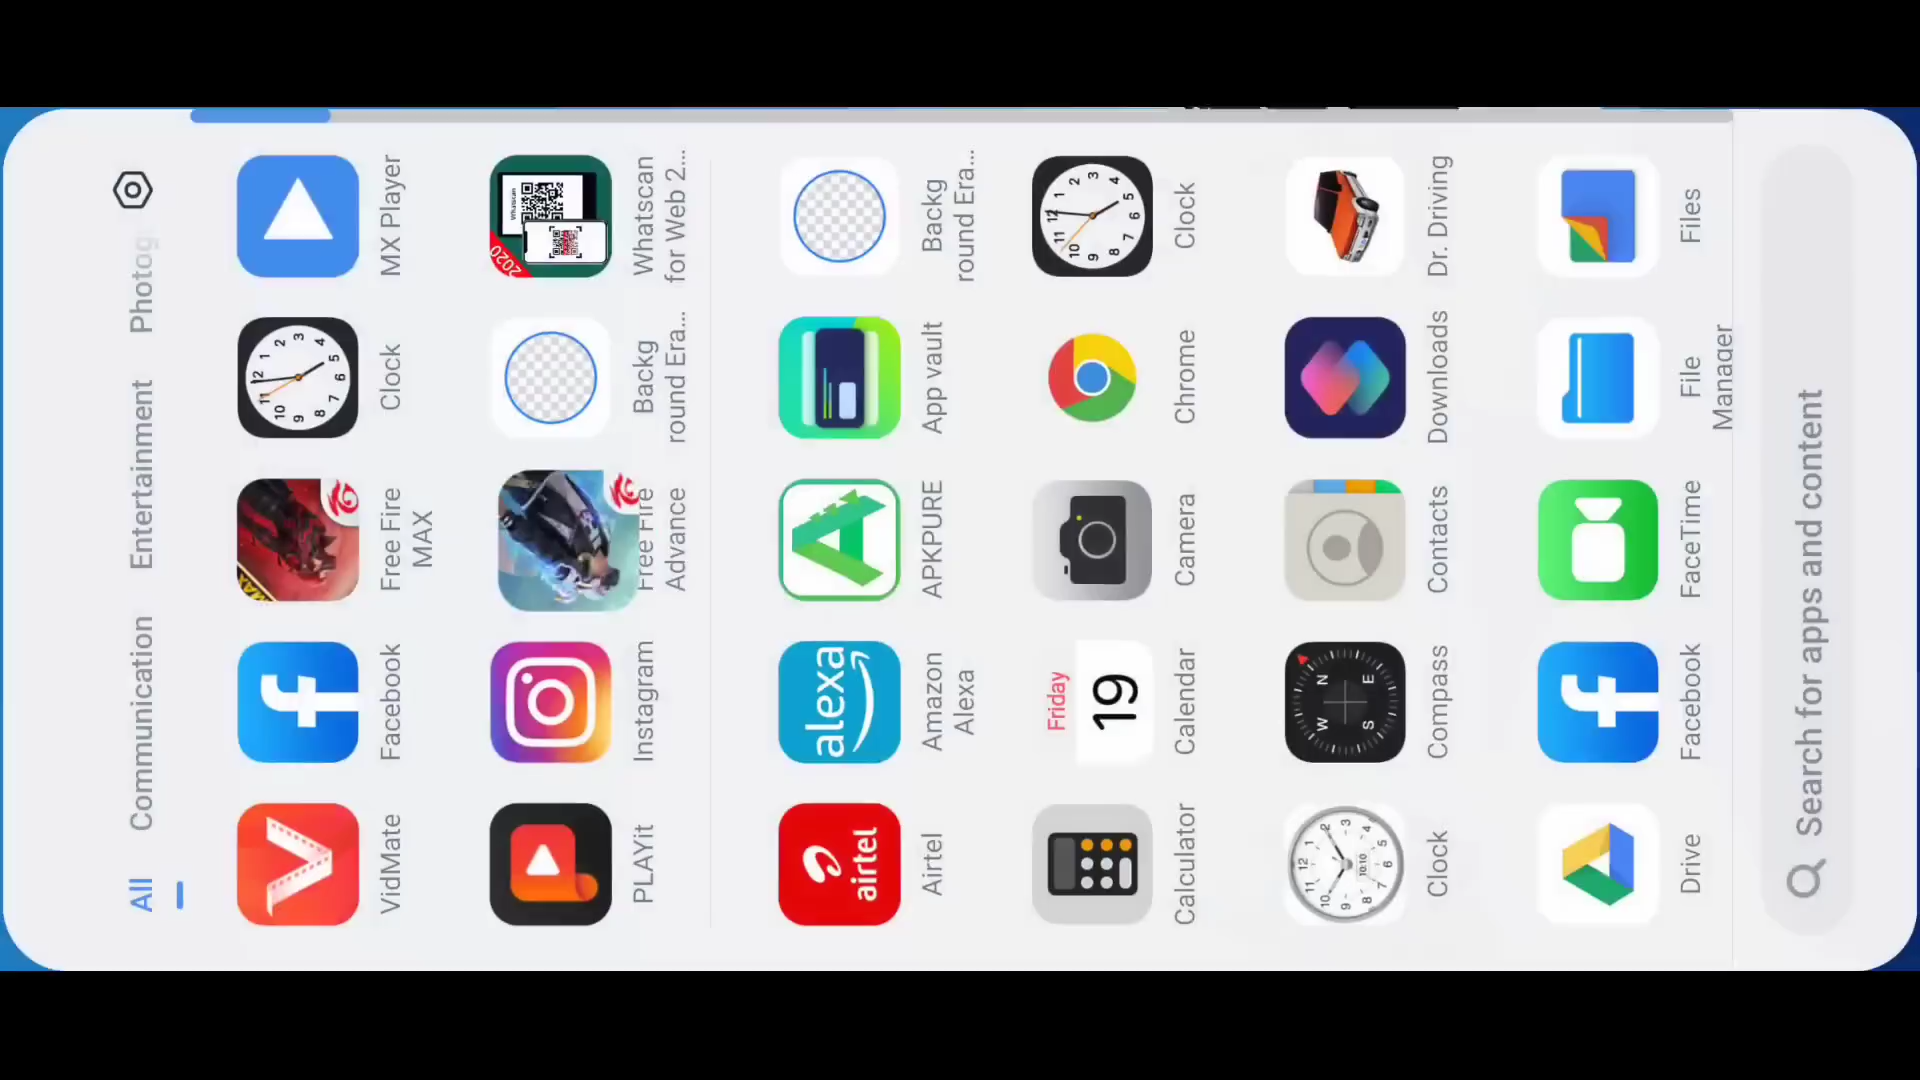 All Communication Entertainment Photog
VidMate Facebook Free Fire MAX Clock MX Player
PLAYit Instagram Free Fire Advance Backg round Era... Whatscan for Web 2...
2020
alexa
airtel
Airtel Amazon Alexa APKPURE App vault Backg round Era...
Friday
19
Calculator Calendar Camera Chrome Clock
Clock Compass Contacts Downloads Dr. Driving
Drive Facebook FaceTime File Manager Files
Search for apps and content